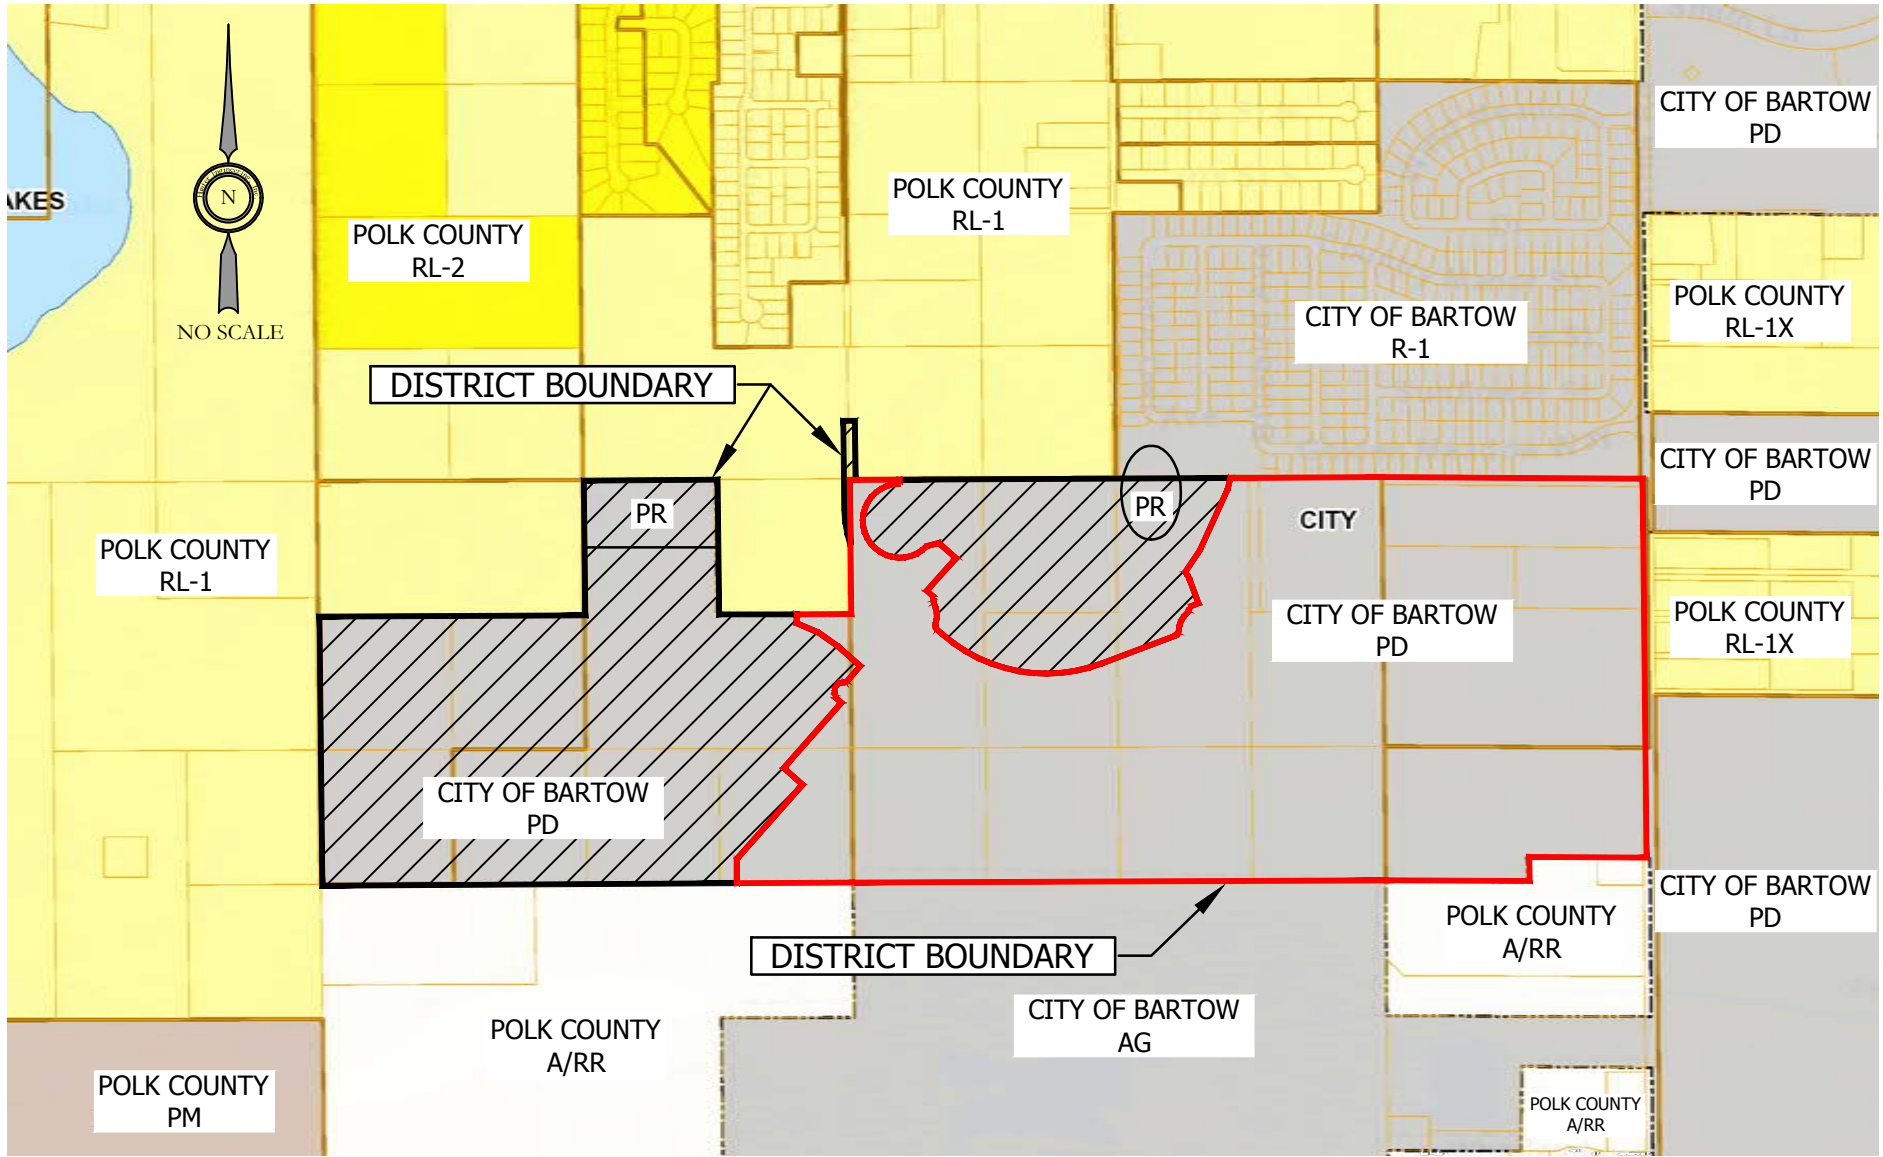 CITY OF BARTOW
PD
AKES
POLK COUNTY
RL-1
N
POLK COUNTY
RL-2
NO SCALE
POLK COUNTY
RL-1X
CITY OF BARTOW
R-1
DISTRICT BOUNDARY
CITY OF BARTOW
PD
PR
PR
CITY
POLK COUNTY
RL-1
CITY OF BARTOW
PD
POLK COUNTY
RL-1X
CITY OF BARTOW
PD
CITY OF BARTOW
PD
POLK COUNTY
A/RR
DISTRICT BOUNDARY
CITY OF BARTOW
AG
POLK COUNTY
A/RR
POLK COUNTY
PM
POLK COUNTY
A/RR